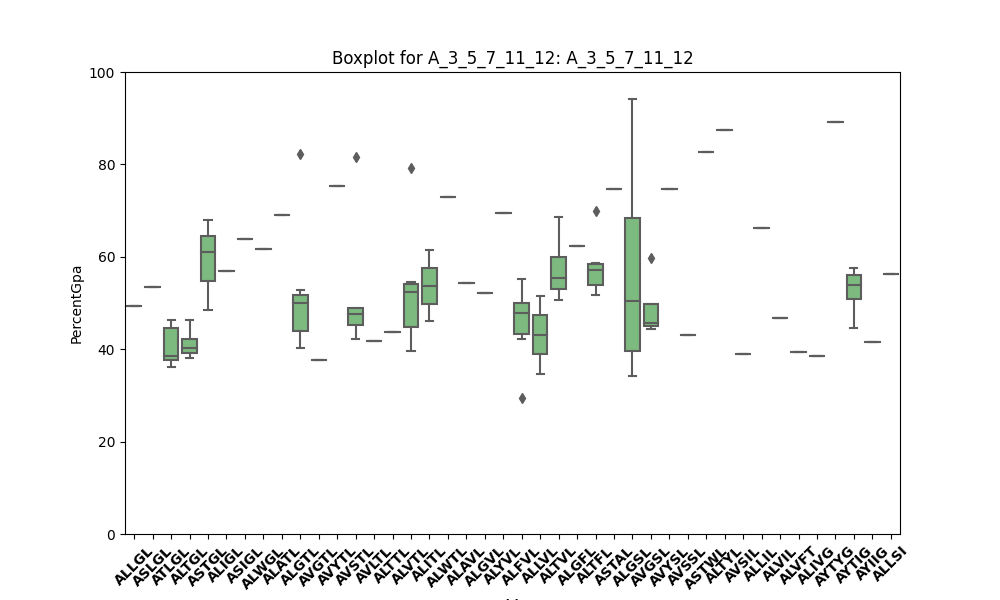 Boxplot for A_3_5_7_11_12: A_3_5_7_11_12
100
80
60
40
20
0
PercentGpa
ALLGL
ASLGL
ATLGL
ALTGL
ASTGL
ALIGL
ASIGL
ALWGL
ALATL
ALGTL
AVGTL
AVYTL
AVSTL
AVLTL
ALTTL
ALVTL
ALITL
ALWTL
ALAVL
ALGVL
ALYVL
ALFVL
ALLVL
ALTVL
ALGFL
ALTFL
ASTAL
ALGSL
AVGSL
AVYSL
AVSSL
ASTWL
ALTYL
AVSIL
ALLIL
ALVIL
ALVFT
ALIVG
AYTYG
AYTIG
AYIIG
ALLSI